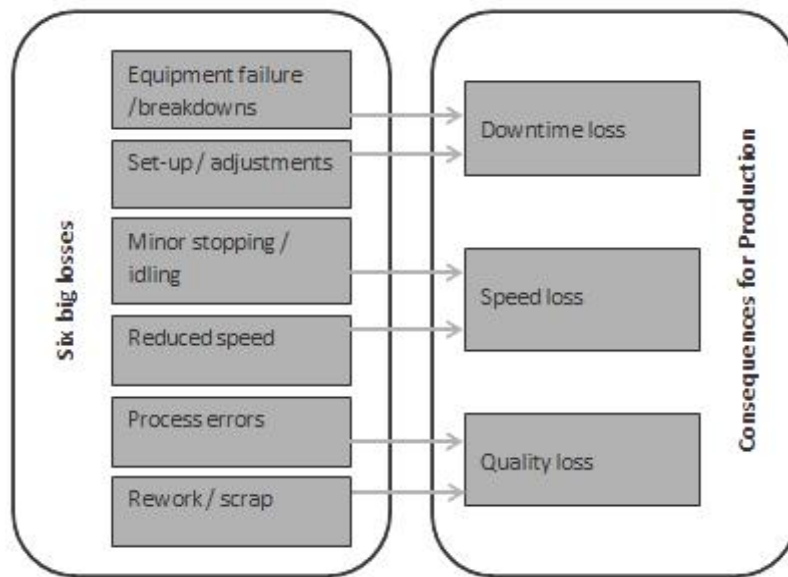 Six big losses
Equipment failure
/breakdowns
Set-up / adjustments
Minor stopping /
idling
Reduced speed
Process errors
Rework / scrap
Downtime loss
Speed loss
Quality loss
Consequences for Production